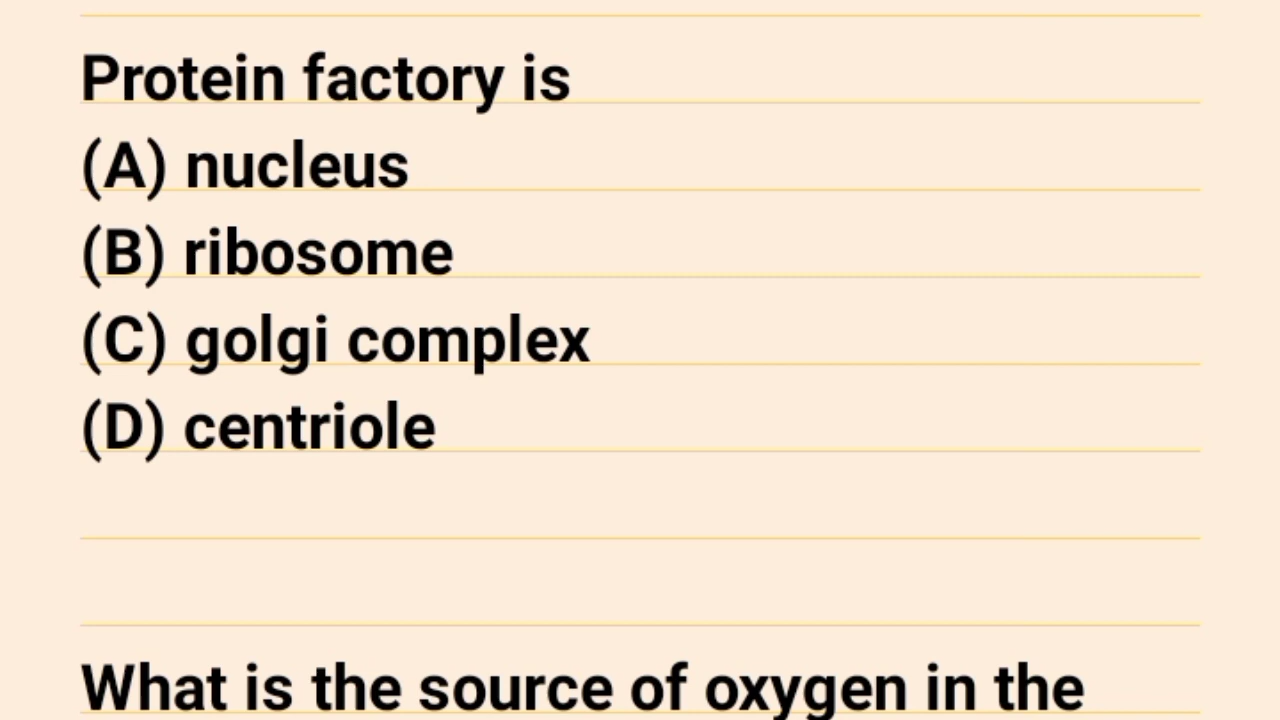 Protein factory is
(A) nucleus
(B) ribosome
(C) golgi complex
(D) centriole
What is the source of oxygen in the